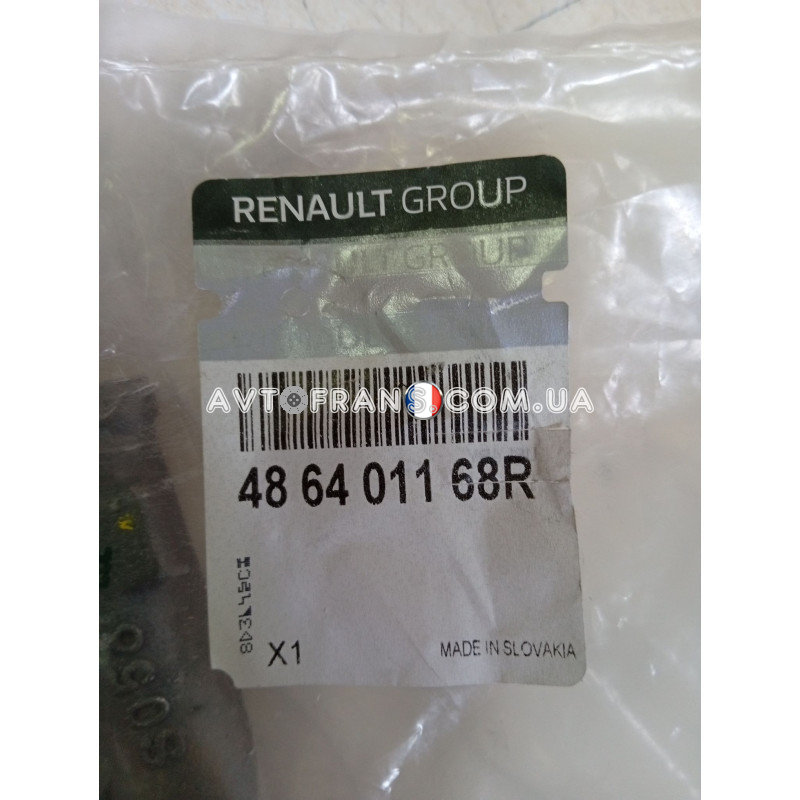 RENAULT GROUP
AVTOFRANS.COM.UA
48 64 011 68R
X1
MADE IN SLOVAKIA